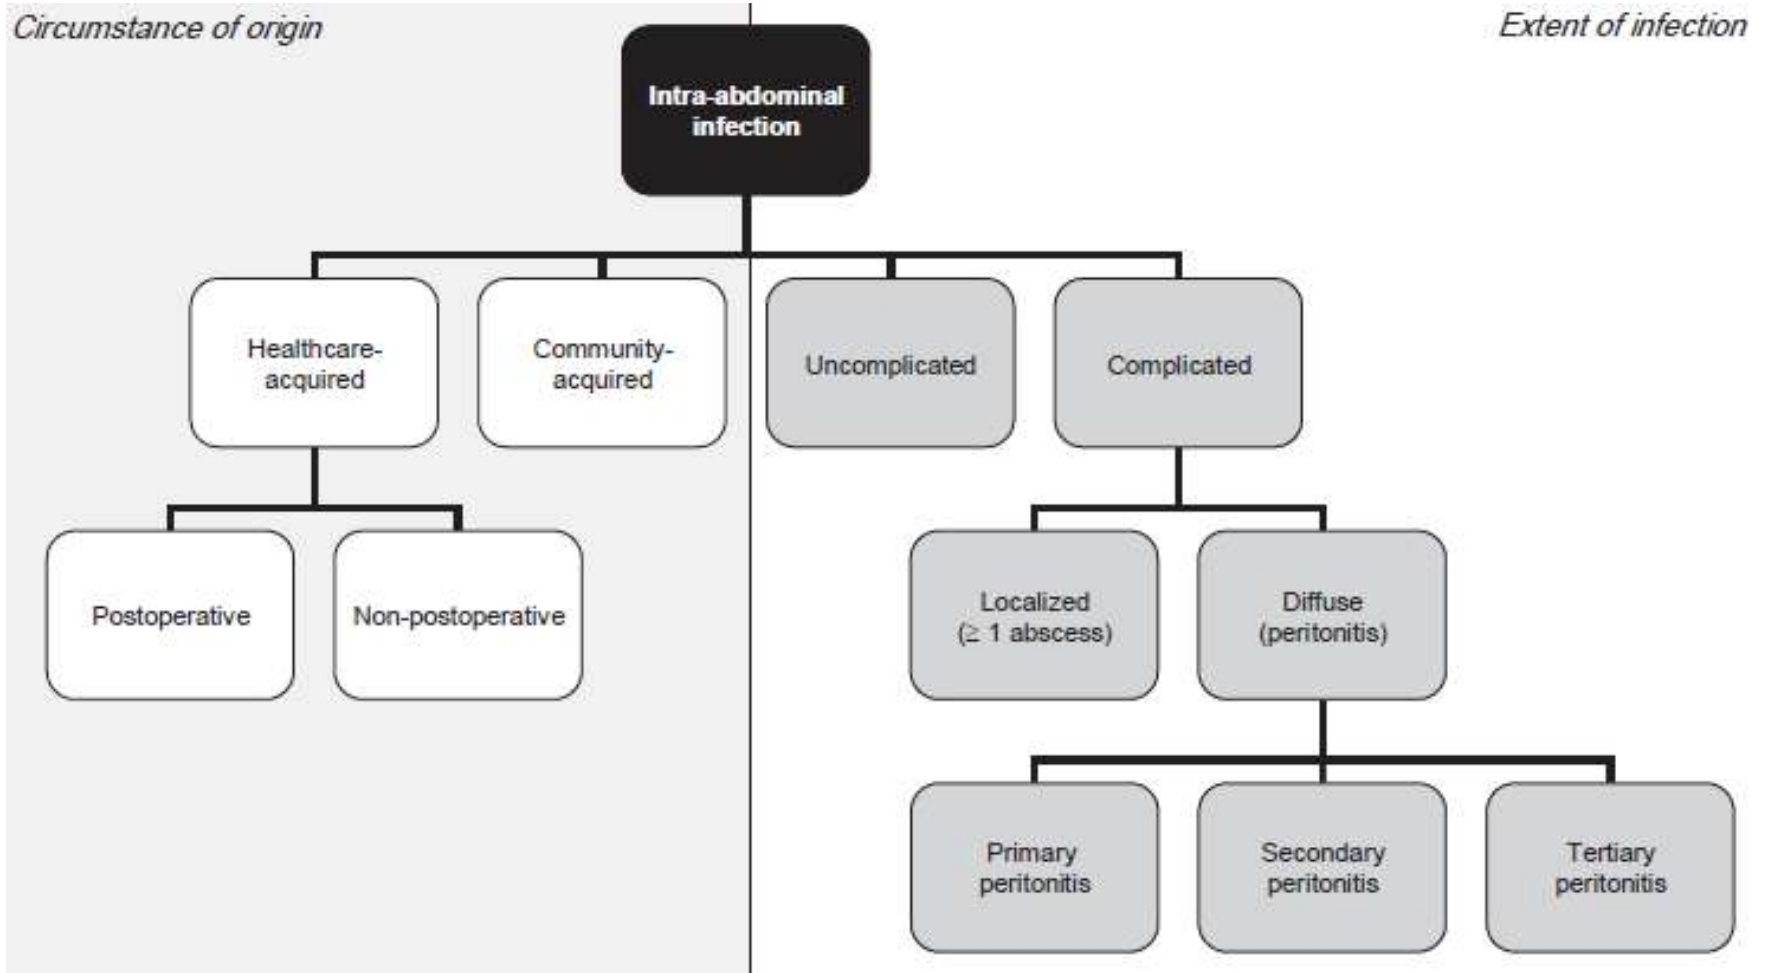 Circumstance of origin
Extent of infection
Intra-abdominal
infection
Healthcare-
acquired
Community-
acquired
Uncomplicated
Complicated
Postoperative
Non-postoperative
Localized
(≥ 1 abscess)
Diffuse
(peritonitis)
Primary
peritonitis
Secondary
peritonitis
Tertiary
peritonitis